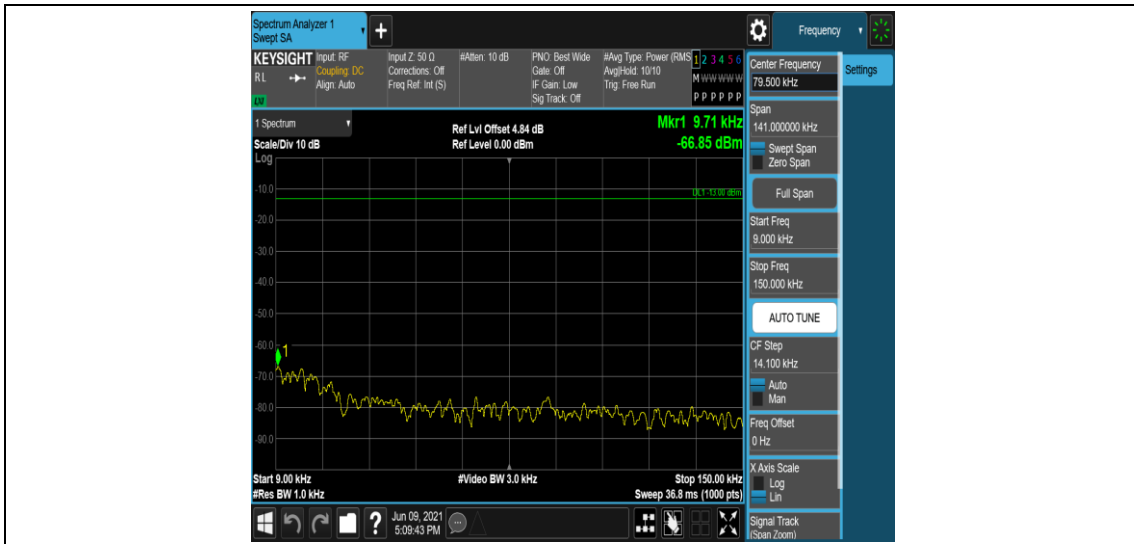 Spectrum Analyzer 1
Swept SA
+
Frequency
KEYSIGHT
RL
LXI
Input: RF
Coupling: DC
Align: Auto
Input Z: 50 Ω
Corrections: Off
Freq Ref: Int (S)
#Atten: 10 dB
PNO: Best Wide
Gate: Off
IF Gain: Low
Sig Track: Off
#Avg Type: Power (RMS
Avg|Hold: 10/10
Trig: Free Run
1 2 3 4 5 6
M W W W W W
P P P P P P
1 Spectrum
Scale/Div 10 dB
Ref Lvl Offset 4.84 dB
Ref Level 0.00 dBm
Mkr1 9.71 kHz
-66.85 dBm
Log
DL1 -13.00 dBm
-10.0
-20.0
-30.0
-40.0
-50.0
-60.0
1
-70.0
-80.0
-90.0
Start 9.00 kHz
#Video BW 3.0 kHz
Stop 150.00 kHz
#Res BW 1.0 kHz
Sweep 36.8 ms (1000 pts)
Center Frequency
79.500 kHz
Settings
Span
141.000000 kHz
Swept Span
Zero Span
Full Span
Start Freq
9.000 kHz
Stop Freq
150.000 kHz
AUTO TUNE
CF Step
14.100 kHz
Auto
Man
Freq Offset
0 Hz
X Axis Scale
Log
Lin
Signal Track
(Span Zoom)
?
Jun 09, 2021
5:09:43 PM